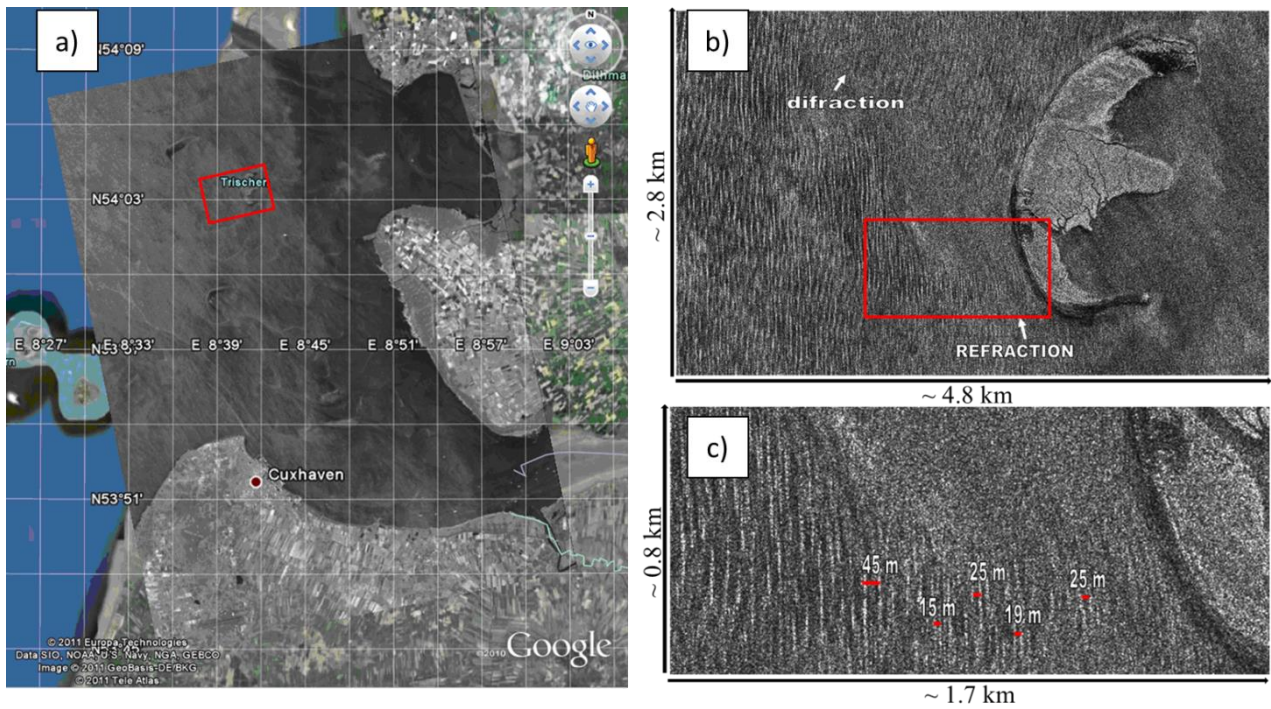 a)
N54°09'
N
Dithma
Trischer
N54°03'
E 8°27'
E 8°33'
E 8°39'
E 8°45'
E 8°51'
E 8°57'
E 9°03'
Cuxhaven
N53°51'
© 2011 Europa Technologies
Data SIO, NOAA, U.S. Navy, NGA, GEBCO
Image © 2011 GeoBasis-DE/BKG
© 2011 Tele Atlas
©2010
Google
b)
difraction
REFRACTION
~ 2.8 km
~ 4.8 km
c)
45 m
25 m
25 m
15 m
19 m
~ 0.8 km
~ 1.7 km